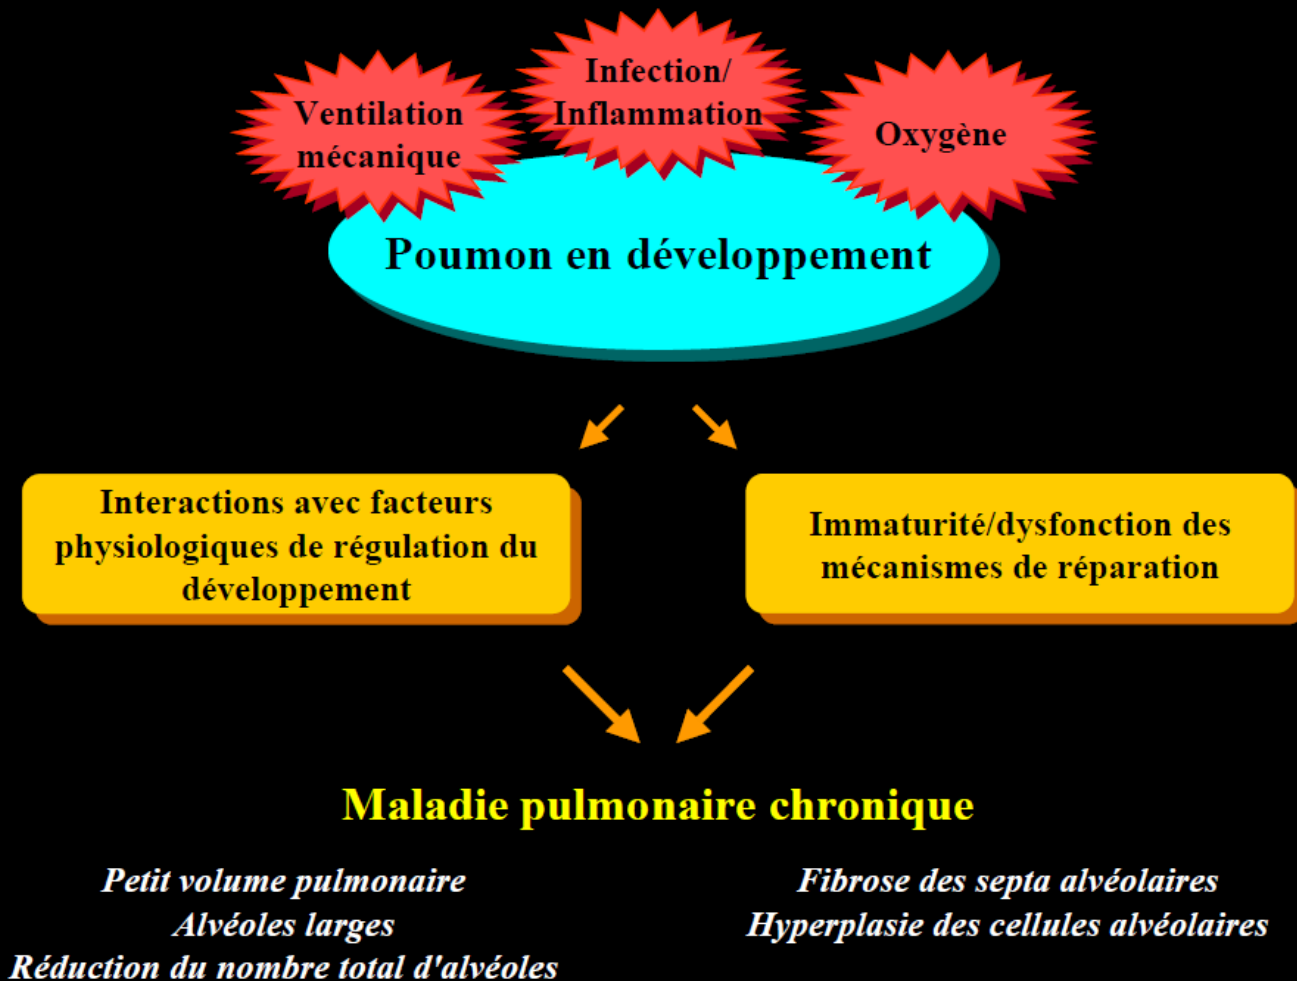 Ventilation
mécanique
Infection/
Inflammation
Oxygène
Poumon en développement
Interactions avec facteurs
physiologiques de régulation du
développement
Immaturité/dysfonction des
mécanismes de réparation
Maladie pulmonaire chronique
Petit volume pulmonaire
Alvéoles larges
Réduction du nombre total d'alvéoles
Fibrose des septa alvéolaires
Hyperplasie des cellules alvéolaires